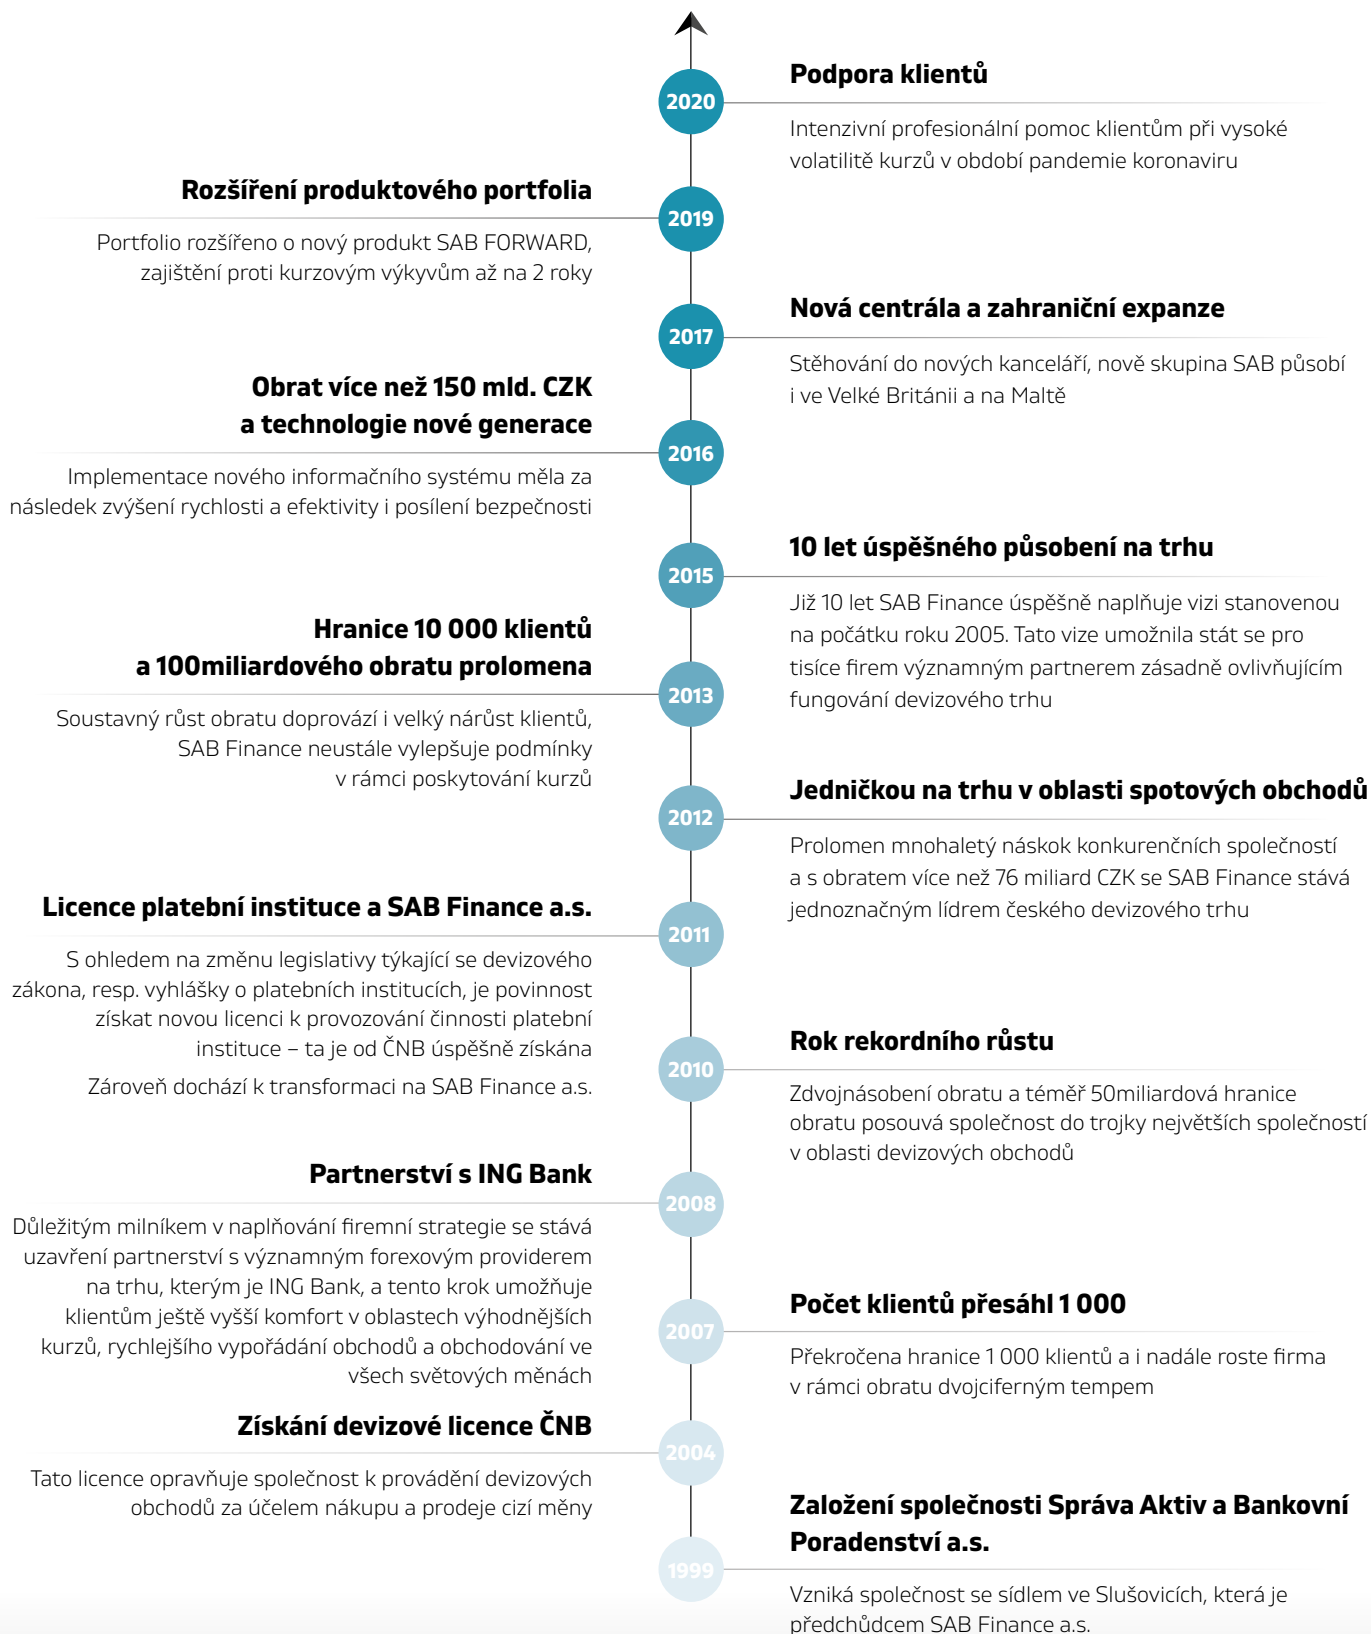 2020
Podpora klientů
Intenzivní profesionální pomoc klientům při vysoké
volatilitě kurzů v období pandemie koronaviru
Rozšíření produktového portfolia
2019
Portfolio rozšířeno o nový produkt SAB FORWARD,
zajištění proti kurzovým výkyvům až na 2 roky
Nová centrála a zahraniční expanze
2017
Stěhování do nových kanceláří, nově skupina SAB působí
i ve Velké Británii a na Maltě
Obrat více než 150 mld. CZK
a technologie nové generace
2016
Implementace nového informačního systému měla za
následek zvýšení rychlosti a efektivity i posílení bezpečnosti
10 let úspěšného působení na trhu
2015
Již 10 let SAB Finance úspěšně naplňuje vizi stanovenou
na počátku roku 2005. Tato vize umožnila stát se pro
tisíce firem významným partnerem zásadně ovlivňujícím
fungování devizového trhu
Hranice 10 000 klientů
a 100miliardového obratu prolomena
2013
Soustavný růst obratu doprovází i velký nárůst klientů,
SAB Finance neustále vylepšuje podmínky
v rámci poskytování kurzů
Jedničkou na trhu v oblasti spotových obchodů
2012
Prolomen mnohaletý náskok konkurenčních společností
a s obratem více než 76 miliard CZK se SAB Finance stává
jednoznačným lídrem českého devizového trhu
Licence platební instituce a SAB Finance a.s.
2011
S ohledem na změnu legislativy týkající se devizového
zákona, resp. vyhlášky o platebních institucích, je povinnost
získat novou licenci k provozování činnosti platební
instituce – ta je od ČNB úspěšně získána
Zároveň dochází k transformaci na SAB Finance a.s.
Rok rekordního růstu
2010
Zdvojnásobení obratu a téměř 50miliardová hranice
obratu posouvá společnost do trojky největších společností
v oblasti devizových obchodů
Partnerství s ING Bank
2008
Důležitým milníkem v naplňování firemní strategie se stává
uzavření partnerství s významným forexovým providerem
na trhu, kterým je ING Bank, a tento krok umožňuje
klientům ještě vyšší komfort v oblastech výhodnějších
kurzů, rychlejšího vypořádání obchodů a obchodování ve
všech světových měnách
Počet klientů přesáhl 1 000
2007
Překročena hranice 1 000 klientů a i nadále roste firma
v rámci obratu dvojciferným tempem
Získání devizové licence ČNB
2004
Tato licence opravňuje společnost k provádění devizových
obchodů za účelem nákupu a prodeje cizí měny
Založení společnosti Správa Aktiv a Bankovní
Poradenství a.s.
1999
Vzniká společnost se sídlem ve Slušovicích, která je
předchůdcem SAB Finance a.s.